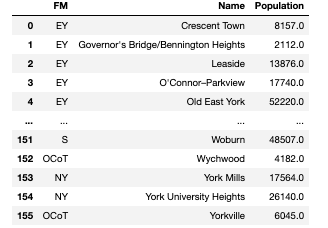 FM Name Population
0 EY Crescent Town 8157.0
1 EY Governor's Bridge/Bennington Heights 2112.0
2 EY Leaside 13876.0
3 EY O'Connor–Parkview 17740.0
4 EY Old East York 52220.0
... ... ... ...
151 S Woburn 48507.0
152 OCoT Wychwood 4182.0
153 NY York Mills 17564.0
154 NY York University Heights 26140.0
155 OCoT Yorkville 6045.0